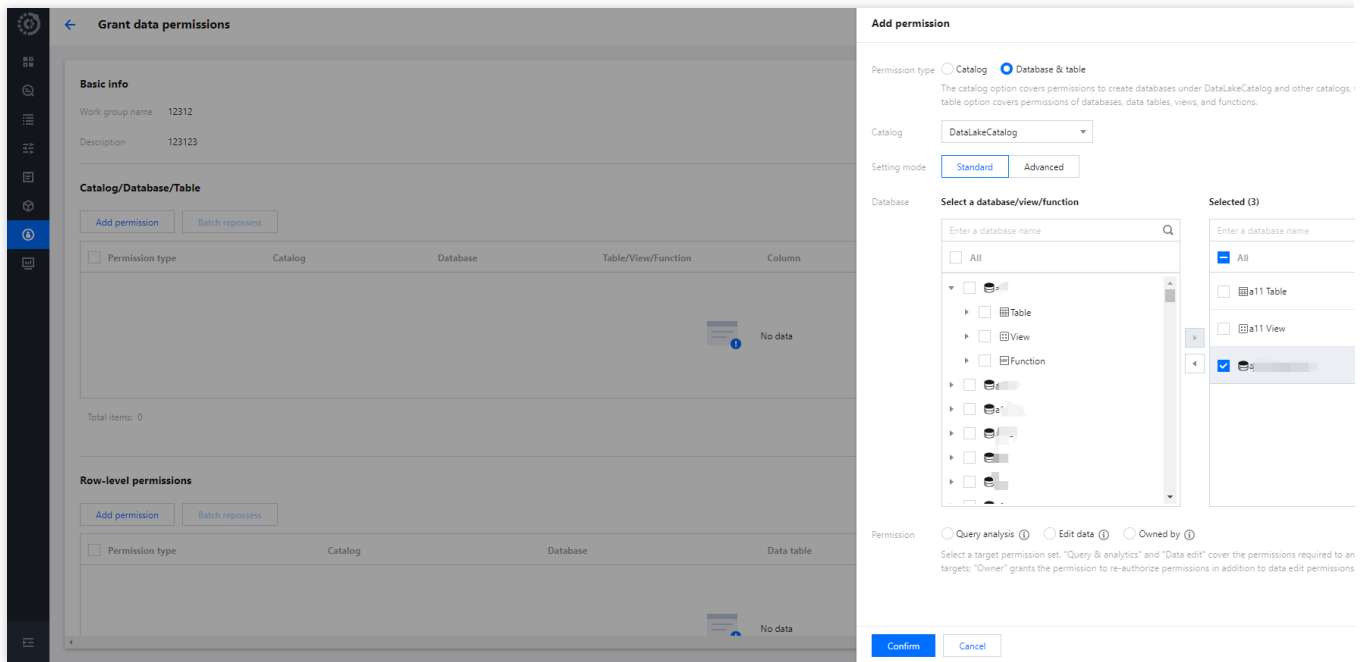 Grant data permissions
Basic info
Work group name 12312
Description 123123
Catalog/Database/Table
Add permission Batch repossess
Permission type Catalog Database Table/View/Function Column
No data
Total items: 0
Row-level permissions
Add permission Batch repossess
Permission type Catalog Database Data table
No data
Add permission
Permission type Catalog Database & table
The catalog option covers permissions to create databases under DataLakeCatalog and other catalogs,
table option covers permissions of databases, data tables, views, and functions.
Catalog DataLakeCatalog
Setting mode Standard Advanced
Database Select a database/view/function Selected (3)
Enter a database name Enter a database name
All All
Table
View
Function
a11 Table
a11 View
Permission Query analysis Edit data Owned by
Select a target permission set. "Query & analytics" and "Data edit" cover the permissions required to an
targets; "Owner" grants the permission to re-authorize permissions in addition to data edit permissions
Confirm Cancel